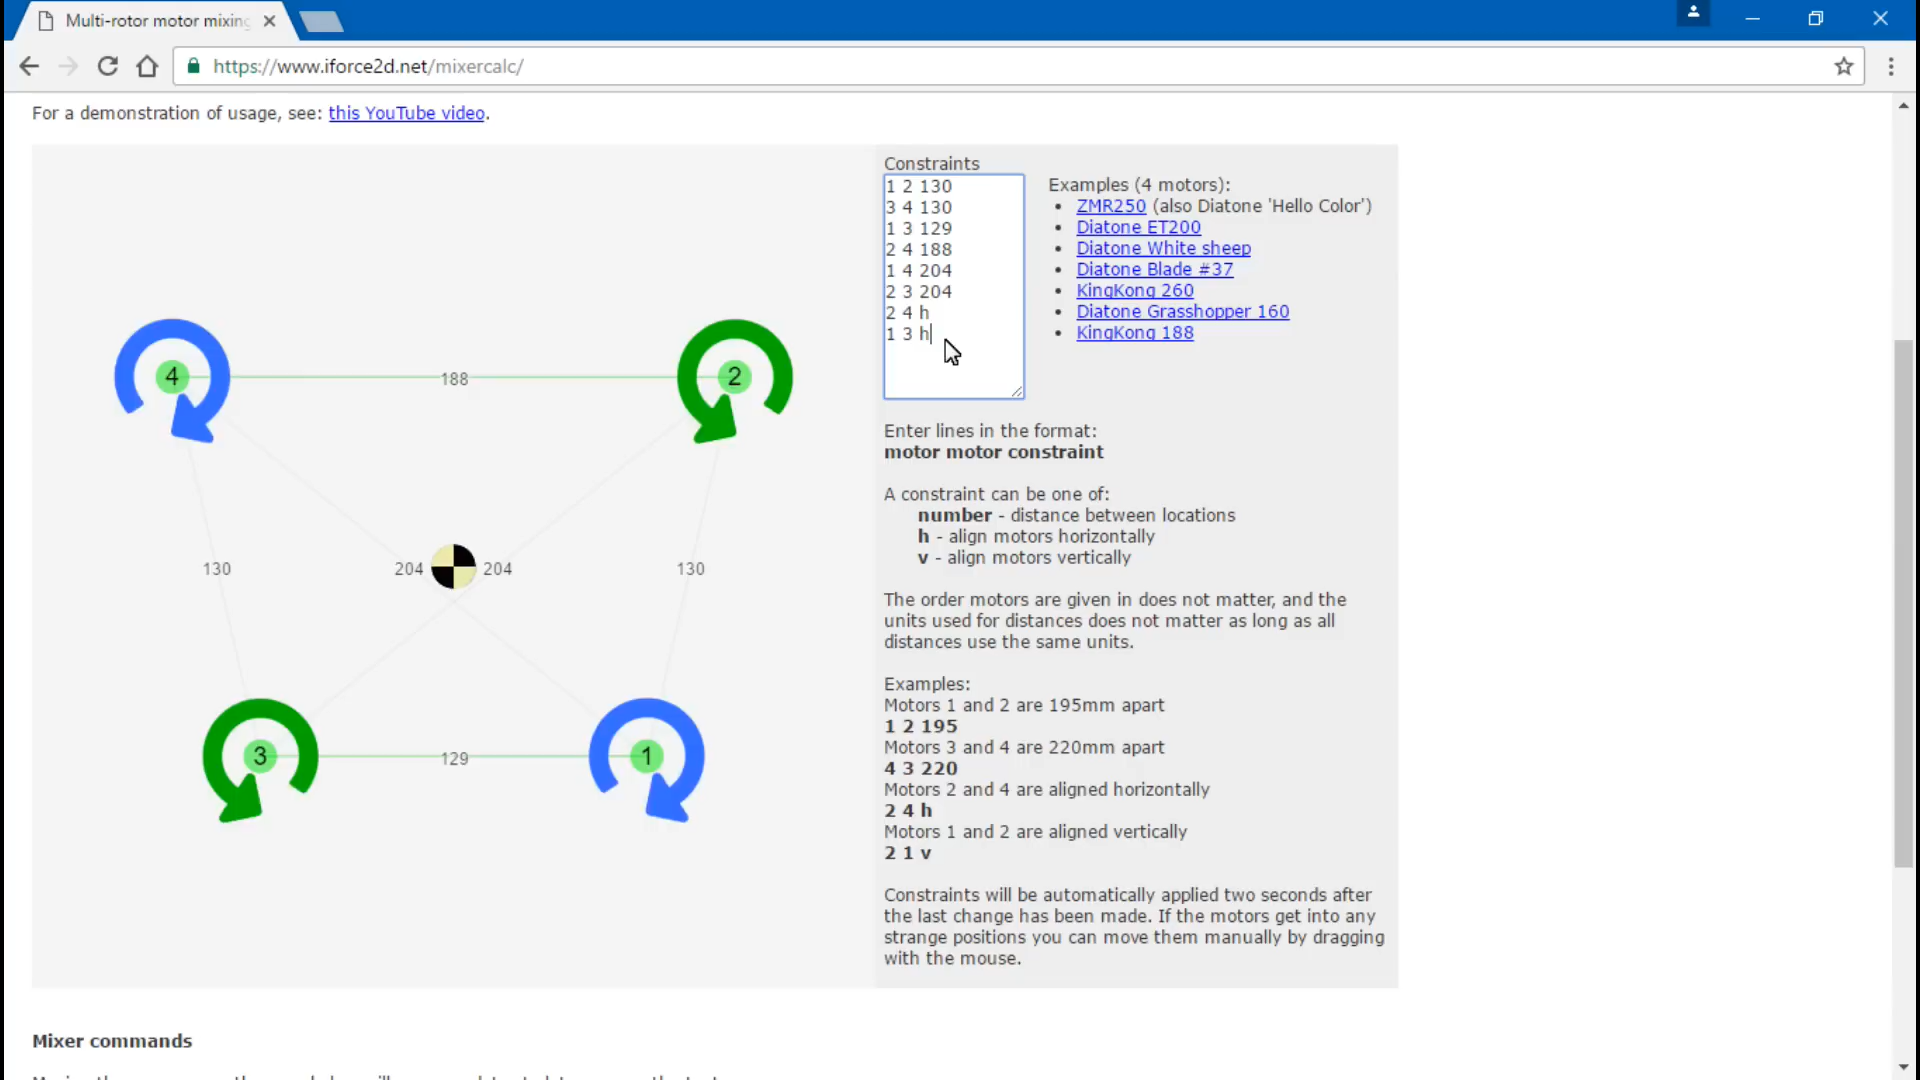 Multi-rotor motor mixing
https://www.iforce2d.net/mixercalc/
For a demonstration of usage, see: this YouTube video.
4
188
2
130
204
204
130
3
129
1
Constraints
1 2 130
3 4 130
1 3 129
2 4 188
1 4 204
2 3 204
2 4 h
1 3 h
Examples (4 motors):
• ZMR250 (also Diatone 'Hello Color')
• Diatone ET200
• Diatone White sheep
• Diatone Blade #37
• KingKong 260
• Diatone Grasshopper 160
• KingKong 188
Enter lines in the format:
motor motor constraint
A constraint can be one of:
number - distance between locations
h - align motors horizontally
v - align motors vertically
The order motors are given in does not matter, and the
units used for distances does not matter as long as all
distances use the same units.
Examples:
Motors 1 and 2 are 195mm apart
1 2 195
Motors 3 and 4 are 220mm apart
4 3 220
Motors 2 and 4 are aligned horizontally
2 4 h
Motors 1 and 2 are aligned vertically
2 1 v
Constraints will be automatically applied two seconds after
the last change has been made. If the motors get into any
strange positions you can move them manually by dragging
with the mouse.
Mixer commands